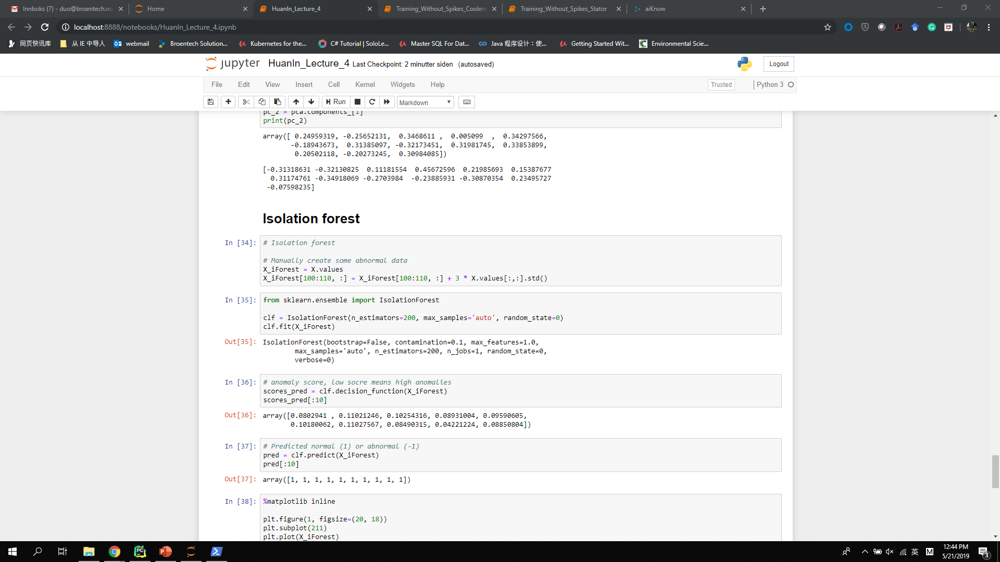 Innboks (7) - duo@broentech.no
Home
HuanIn_Lecture_4
Training_Without_Spikes_Coolers
Training_Without_Spikes_Stator
aiKnow
localhost:8888/notebooks/HuanIn_Lecture_4.ipynb
网页快讯库
从 IE 中导入
webmail
Broentech Solution...
Kubernetes for the...
C# Tutorial | SoloLe...
Master SQL For Dat...
Java 程序设计：使...
Getting Started Wit...
Environmental Scie...
jupyter HuanIn_Lecture_4 Last Checkpoint: 2 minutter siden (autosaved)
Logout
File Edit View Insert Cell Kernel Widgets Help
Trusted
Python 3
Run
Markdown
pc_2 = pca.components_[1]
print(pc_2)
array([ 0.24959319, -0.25652131,  0.3468611 ,  0.005099  ,  0.34297566,
-0.18943673,  0.31385097, -0.32173451,  0.31981745,  0.33853899,
0.20502118, -0.20273245,  0.30984085])
[-0.31318631 -0.32130825  0.11181554  0.45672596  0.21985693  0.15387677
0.31174761 -0.34918069 -0.2703984  -0.23885931 -0.30870354  0.23495727
-0.07598235]
Isolation forest
In [34]:
# Isolation forest
# Manually create some abnormal data
X_iForest = X.values
X_iForest[100:110, :] = X_iForest[100:110, :] + 3 * X.values[:,:].std()
In [35]:
from sklearn.ensemble import IsolationForest
clf = IsolationForest(n_estimators=200, max_samples='auto', random_state=0)
clf.fit(X_iForest)
Out[35]:
IsolationForest(bootstrap=False, contamination=0.1, max_features=1.0,
max_samples='auto', n_estimators=200, n_jobs=1, random_state=0,
verbose=0)
In [36]:
# anomaly score, low socre means high anomalies
scores_pred = clf.decision_function(X_iForest)
scores_pred[:10]
Out[36]:
array([0.0802941 , 0.11021246, 0.10254316, 0.08931004, 0.09590605,
0.10180062, 0.11027567, 0.08490315, 0.04221224, 0.08850804])
In [37]:
# Predicted normal (1) or abnormal (-1)
pred = clf.predict(X_iForest)
pred[:10]
Out[37]:
array([1, 1, 1, 1, 1, 1, 1, 1, 1, 1])
In [38]:
%matplotlib inline
plt.figure(1, figsize=(20, 18))
plt.subplot(211)
plt.plot(X_iForest)
英
M
12:44 PM
5/21/2019
3